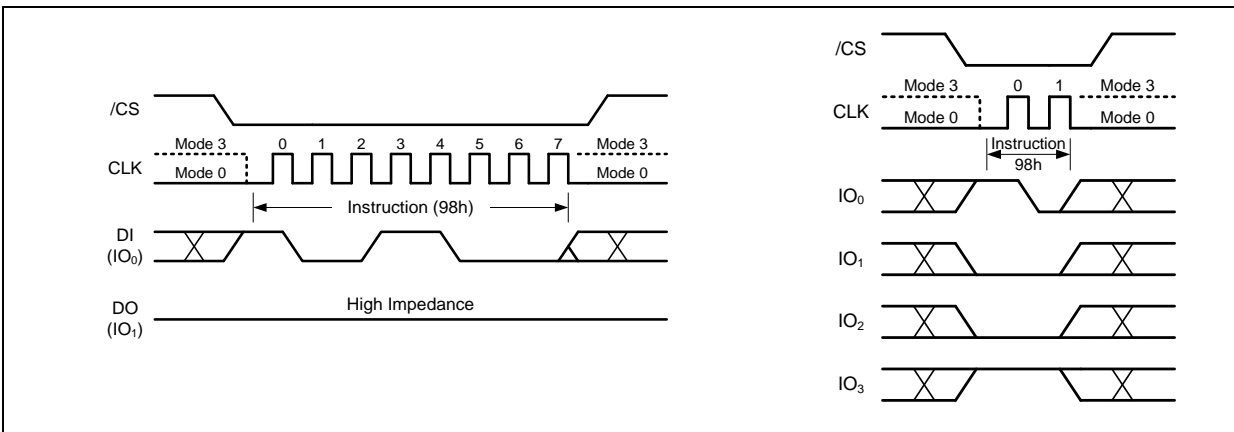 /CS
Mode 3 0 1 2 3 4 5 6 7 Mode 3
CLK
Mode 0 Mode 0
Instruction (98h)
DI
(IO₀)
High Impedance
DO
(IO₁)
/CS
Mode 3 0 1 Mode 3
CLK
Mode 0 Mode 0
Instruction
98h
IO₀
IO₁
IO₂
IO₃